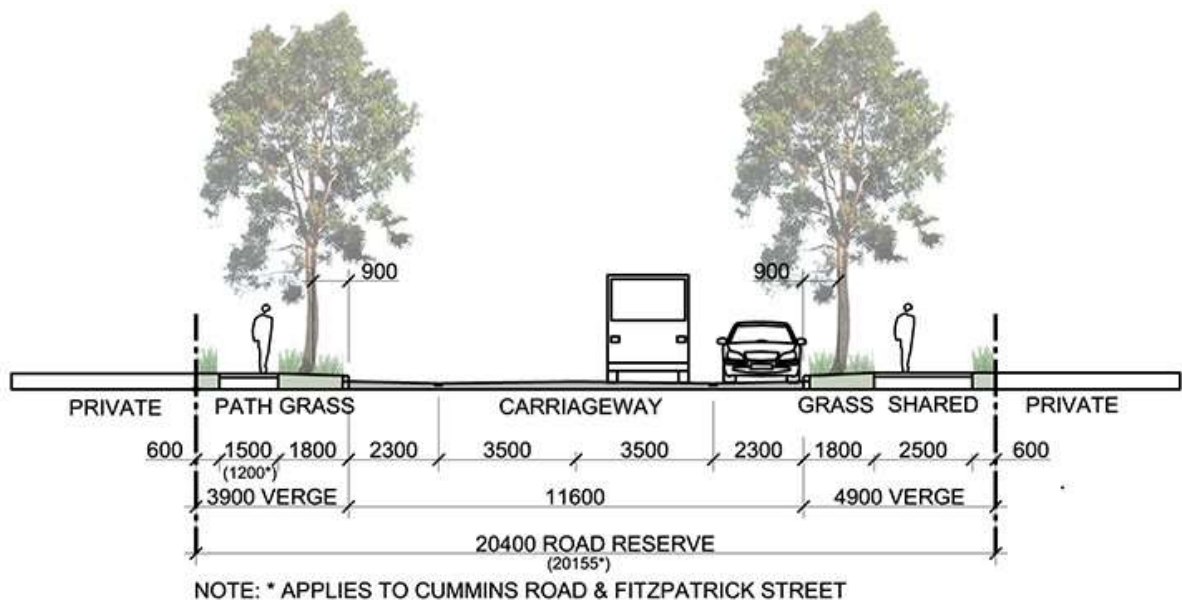 900 900
PRIVATE PATH GRASS CARRIAGEWAY GRASS SHARED PRIVATE
600 1500 1800 2300 3500 3500 2300 1800 2500 600
(1200*)
3900 VERGE 11600 4900 VERGE
20400 ROAD RESERVE
(20155*)
NOTE: * APPLIES TO CUMMINS ROAD & FITZPATRICK STREET